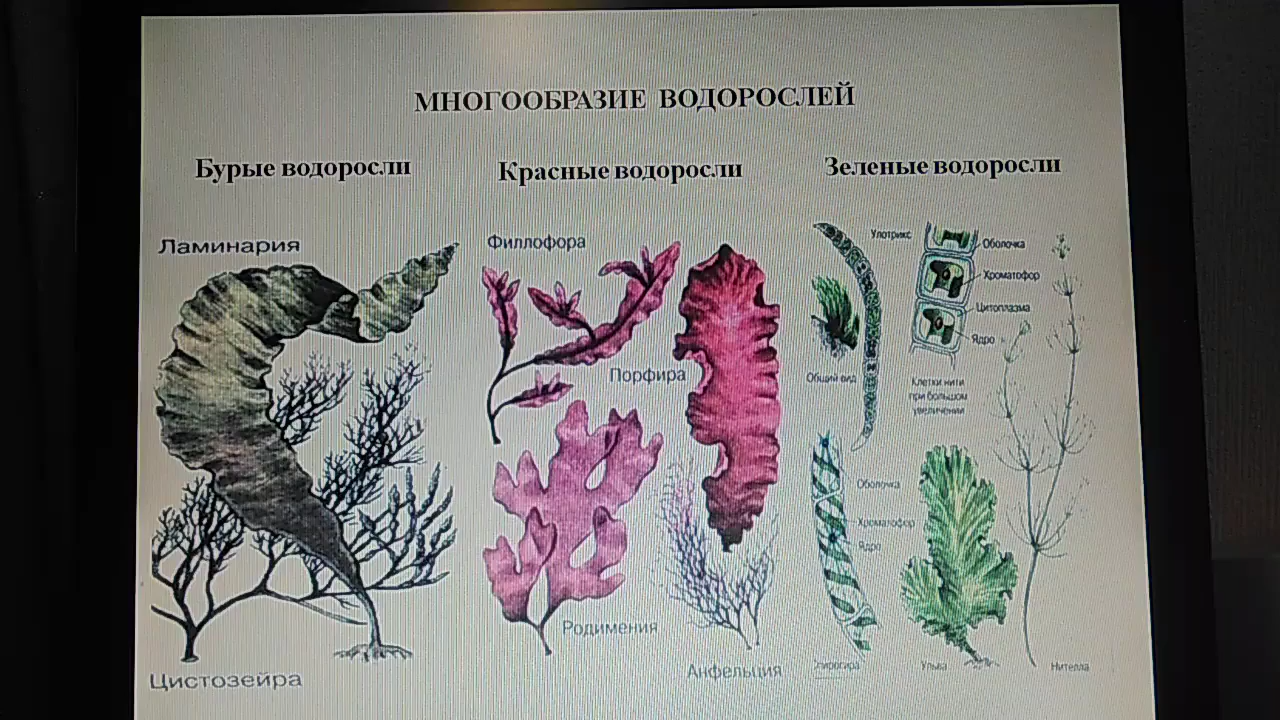 МНОГООБРАЗИЕ ВОДОРОСЛЕЙ
Бурые водоросли
Красные водоросли
Зеленые водоросли
Ламинария
Цистозейра
Филлофора
Порфира
Родимения
Анфельция
Улотрикс
Оболочка
Хроматофор
Цитоплазма
Ядро
Общий вид
Клетки нити
при большом
увеличении
Оболочка
Хроматофор
Ядро
Спирогира
Ульва
Нителла